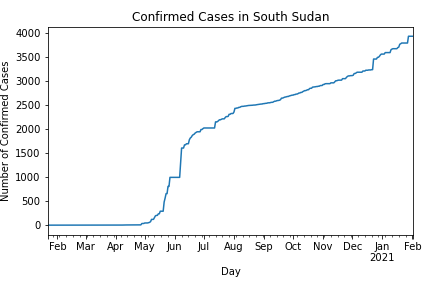 Confirmed Cases in South Sudan
Number of Confirmed Cases
4000
3500
3000
2500
2000
1500
1000
500
0
Feb Mar Apr May Jun Jul Aug Sep Oct Nov Dec Jan Feb
2021
Day